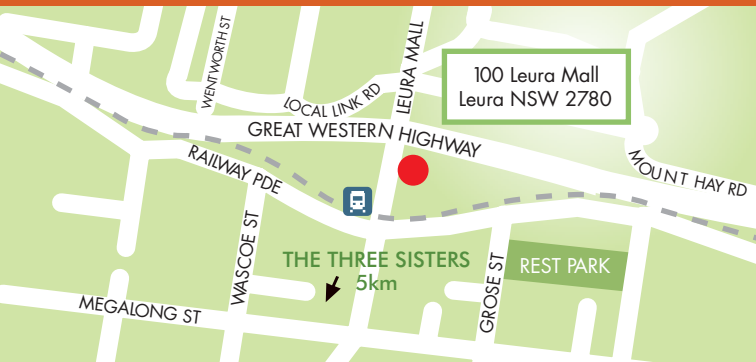 WENTWORTH ST
LEURA MALL
100 Leura Mall
Leura NSW 2780
LOCAL LINK RD
GREAT WESTERN HIGHWAY
MOUNT HAY RD
RAILWAY PDE
WASCOE ST
THE THREE SISTERS
5km
GROSE ST
REST PARK
MEGALONG ST